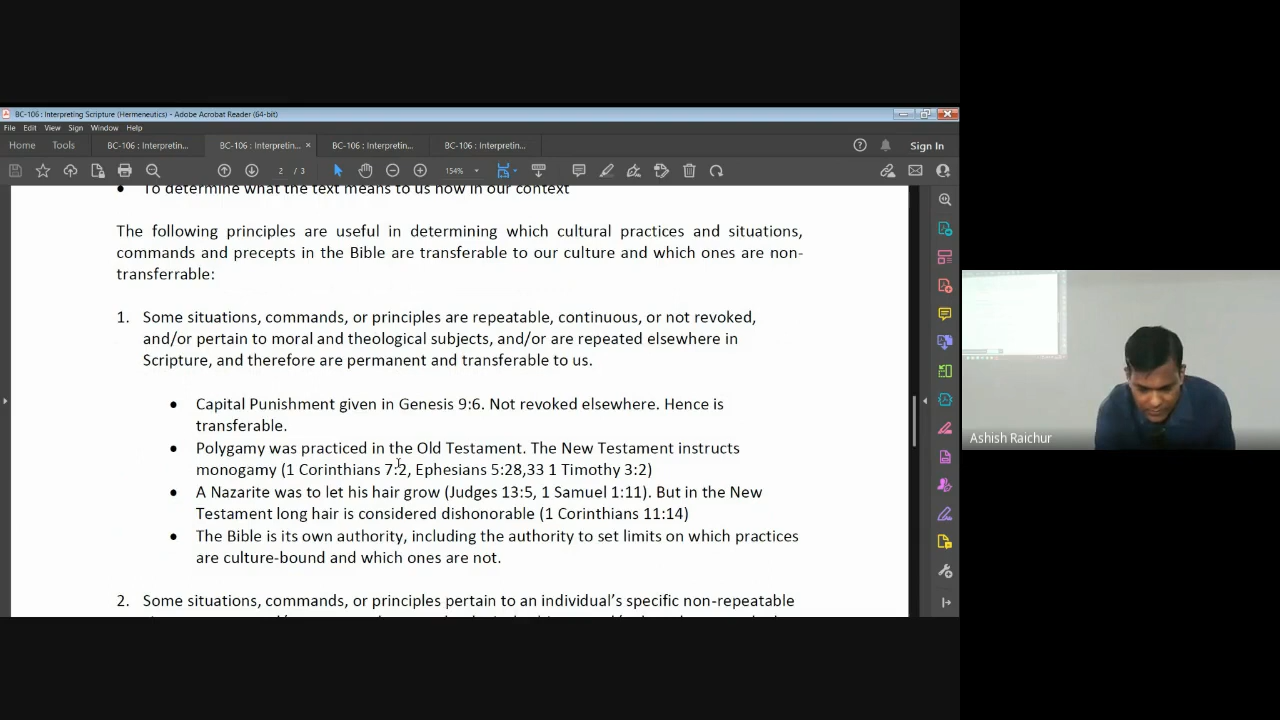 BC-106 : Interpreting Scripture (Hermeneutics) - Adobe Acrobat Reader (64-bit)
File Edit View Sign Window Help
Home Tools BC-106 : Interpretin... BC-106 : Interpretin... × BC-106 : Interpretin... BC-106 : Interpretin... Sign In
2 / 3 154%
• To determine what the text means to us now in our context
The following principles are useful in determining which cultural practices and situations,
commands and precepts in the Bible are transferable to our culture and which ones are non-
transferrable:
1. Some situations, commands, or principles are repeatable, continuous, or not revoked,
and/or pertain to moral and theological subjects, and/or are repeated elsewhere in
Scripture, and therefore are permanent and transferable to us.
• Capital Punishment given in Genesis 9:6. Not revoked elsewhere. Hence is
transferable.
• Polygamy was practiced in the Old Testament. The New Testament instructs
monogamy (1 Corinthians 7:2, Ephesians 5:28,33 1 Timothy 3:2)
• A Nazarite was to let his hair grow (Judges 13:5, 1 Samuel 1:11). But in the New
Testament long hair is considered dishonorable (1 Corinthians 11:14)
• The Bible is its own authority, including the authority to set limits on which practices
are culture-bound and which ones are not.
2. Some situations, commands, or principles pertain to an individual's specific non-repeatable
Ashish Raichur